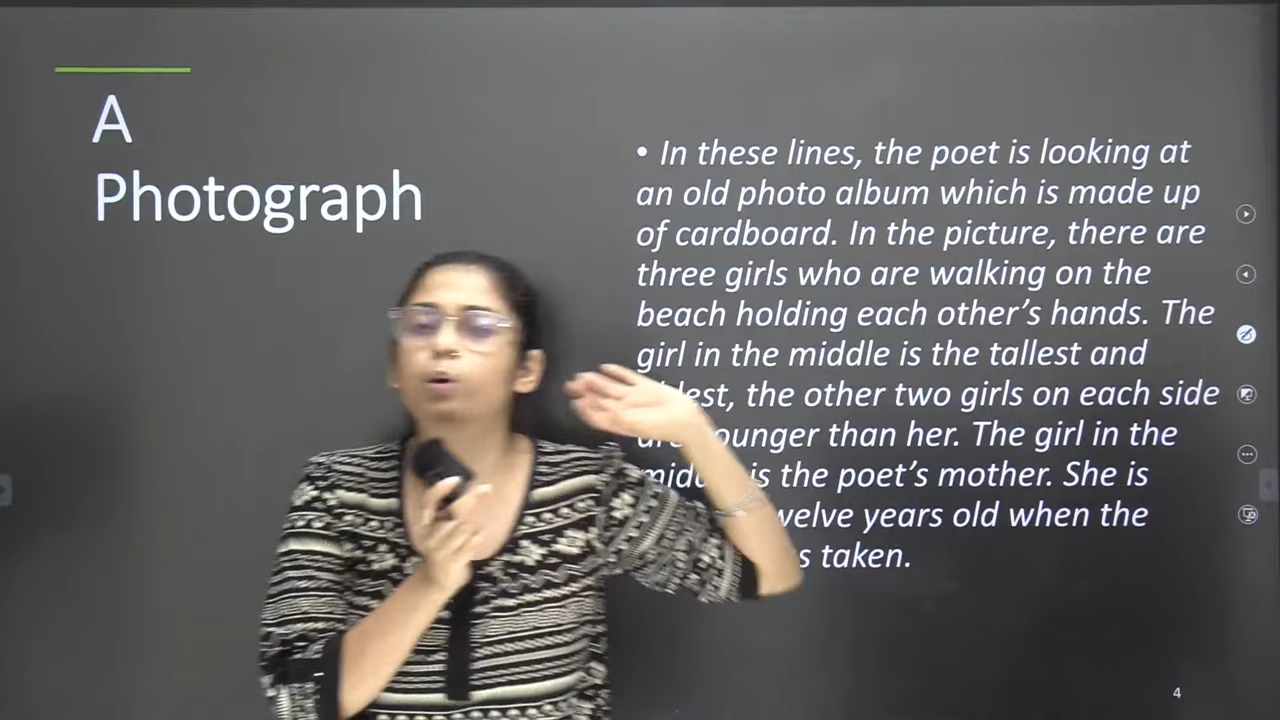 A
Photograph
• In these lines, the poet is looking at
an old photo album which is made up
of cardboard. In the picture, there are
three girls who are walking on the
beach holding each other's hands. The
girl in the middle is the tallest and
the other two girls on each side
younger than her. The girl in the
is the poet's mother. She is
years old when the
taken.
4